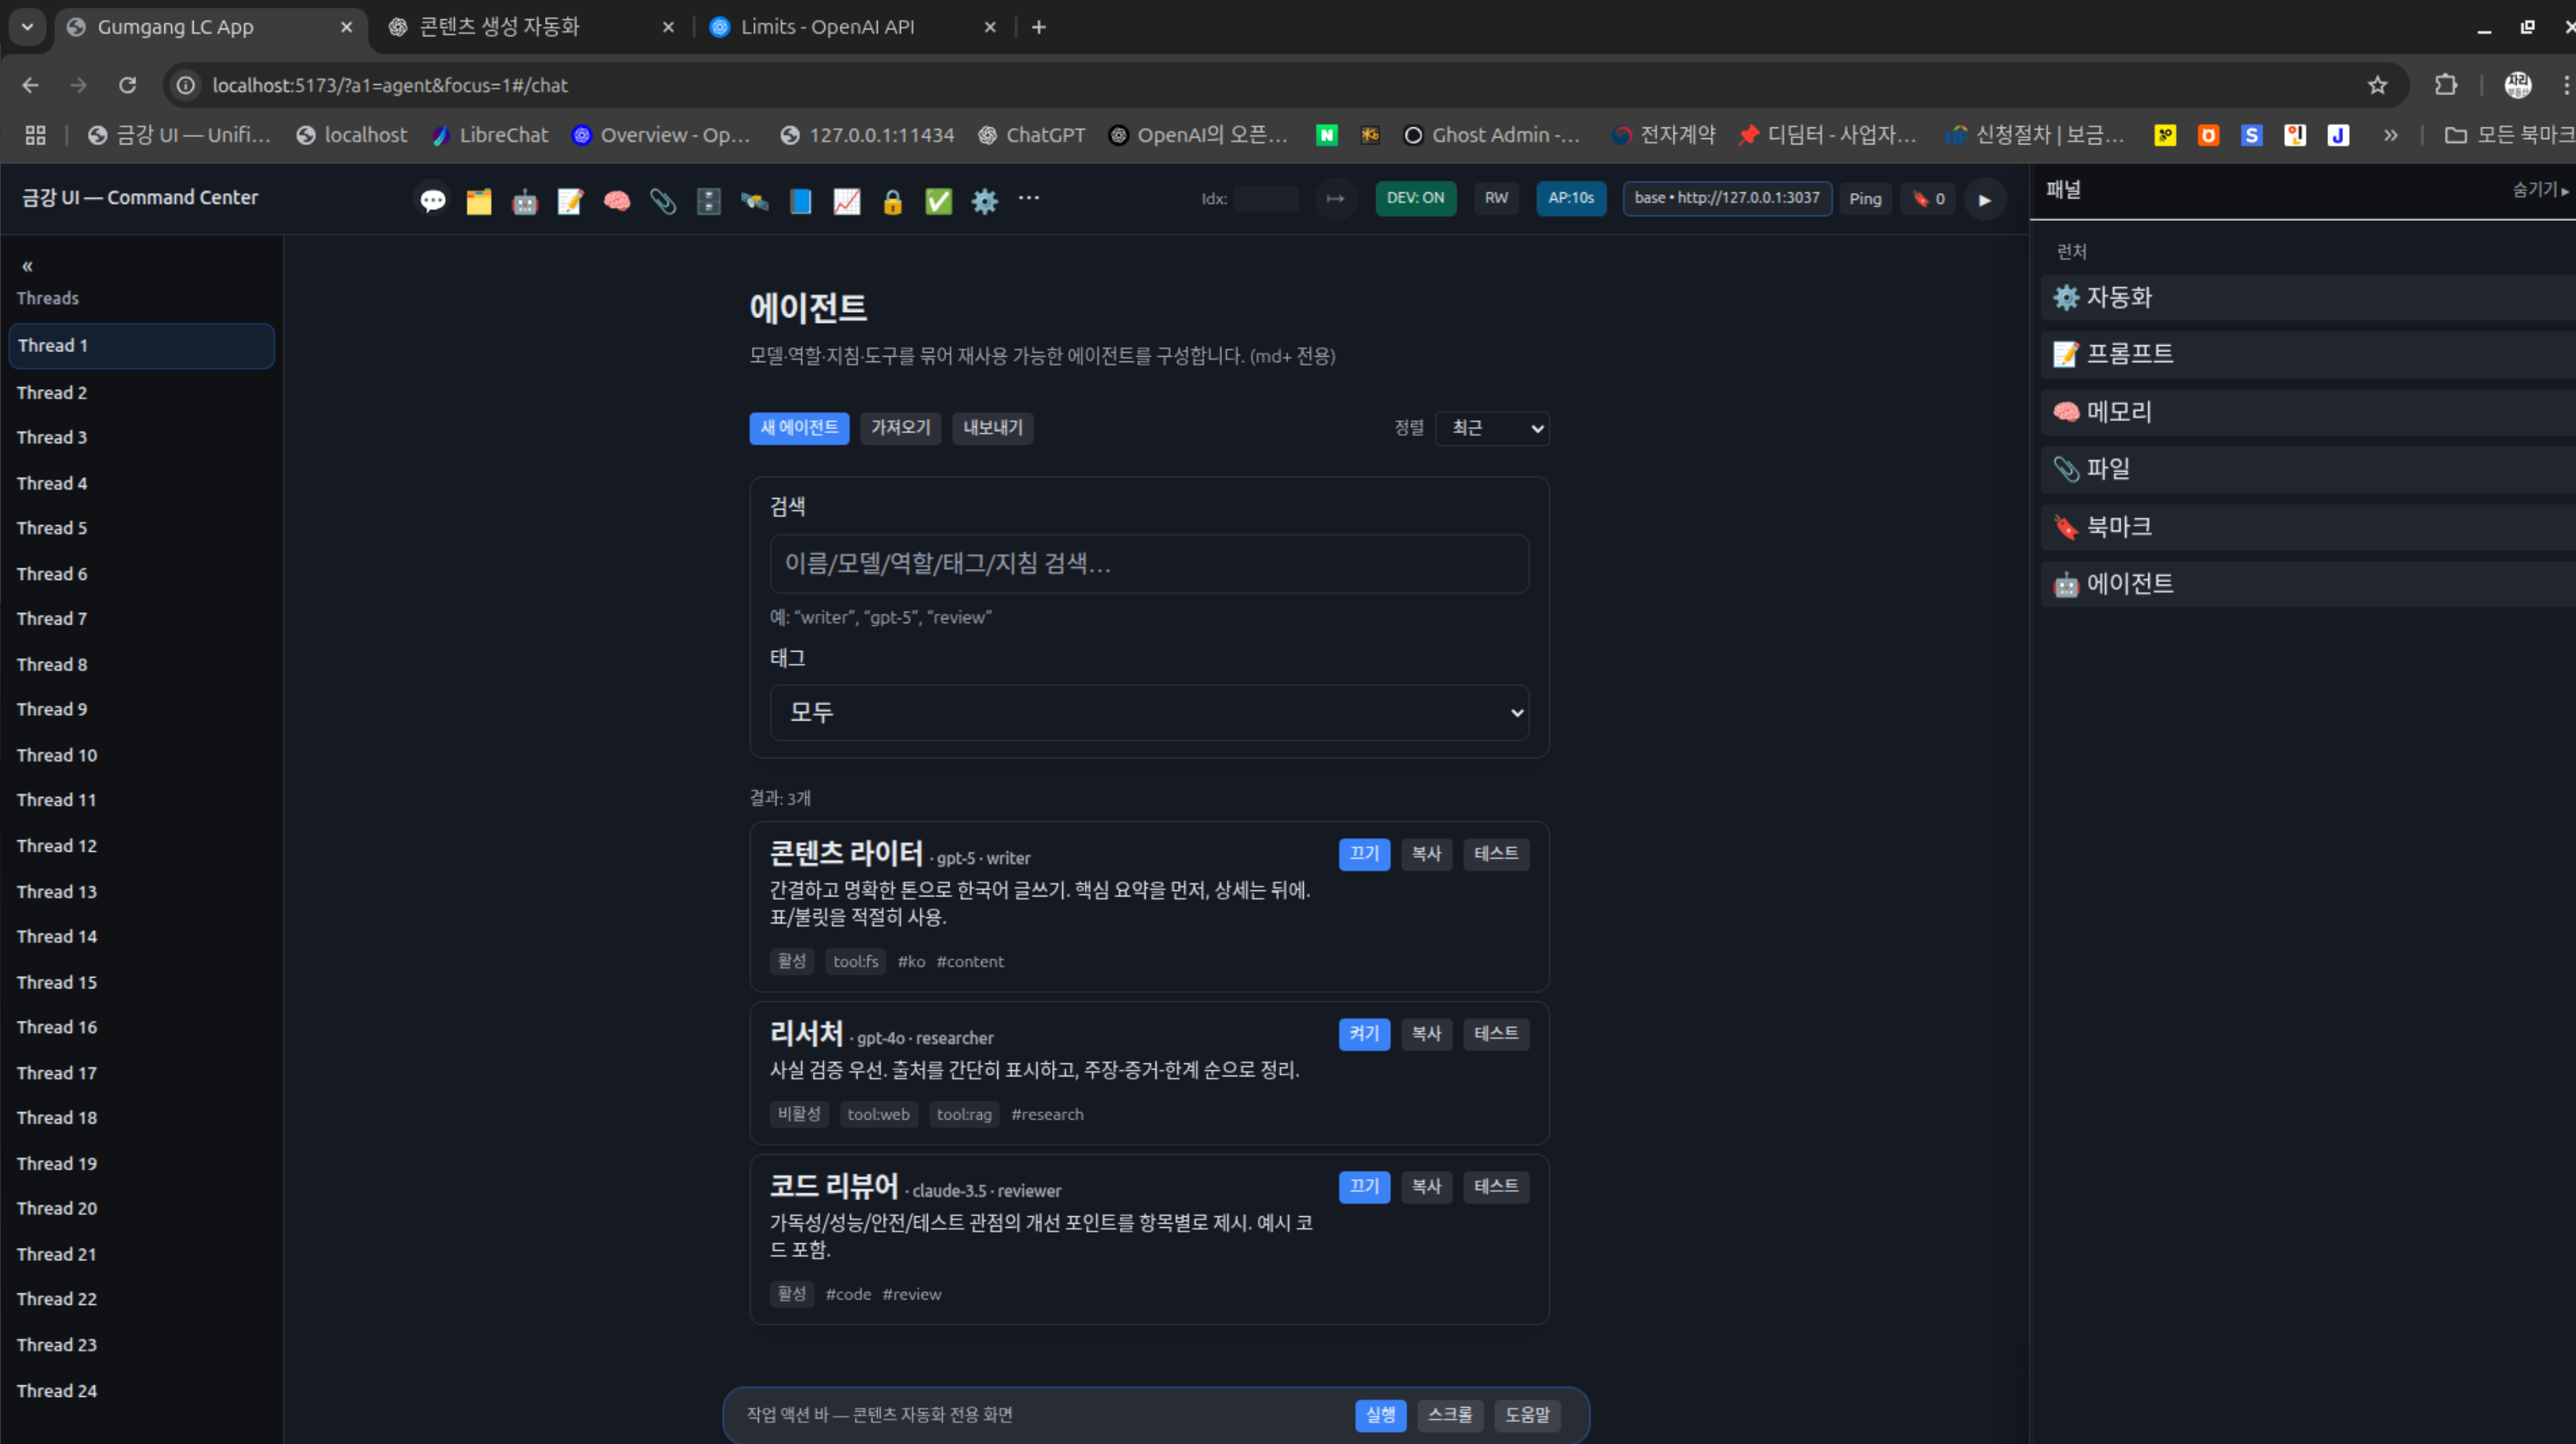 Gumgang LC App
콘텐츠 생성 자동화
Limits - OpenAI API
localhost:5173/?a1=agent&focus=1#/chat
금강 UI — Unifi...
localhost
LibreChat
Overview - Op...
127.0.0.1:11434
ChatGPT
OpenAI의 오픈...
Ghost Admin -...
전자계약
디딤터 - 사업자...
신청절차 | 보금...
모든 북마크
금강 UI — Command Center
Idx:
DEV: ON
RW
AP:10s
base • http://127.0.0.1:3037
Ping
0
패널
숨기기 ▸
«
Threads
Thread 1
Thread 2
Thread 3
Thread 4
Thread 5
Thread 6
Thread 7
Thread 8
Thread 9
Thread 10
Thread 11
Thread 12
Thread 13
Thread 14
Thread 15
Thread 16
Thread 17
Thread 18
Thread 19
Thread 20
Thread 21
Thread 22
Thread 23
Thread 24
에이전트
모델·역할·지침·도구를 묶어 재사용 가능한 에이전트를 구성합니다. (md+ 전용)
새 에이전트
가져오기
내보내기
정렬
최근
검색
이름/모델/역할/태그/지침 검색…
예: “writer”, “gpt-5”, “review”
태그
모두
결과: 3개
콘텐츠 라이터 · gpt-5 · writer
끄기
복사
테스트
간결하고 명확한 톤으로 한국어 글쓰기. 핵심 요약을 먼저, 상세는 뒤에.
표/불릿을 적절히 사용.
활성
tool:fs
#ko
#content
리서처 · gpt-4o · researcher
켜기
복사
테스트
사실 검증 우선. 출처를 간단히 표시하고, 주장-증거-한계 순으로 정리.
비활성
tool:web
tool:rag
#research
코드 리뷰어 · claude-3.5 · reviewer
끄기
복사
테스트
가독성/성능/안전/테스트 관점의 개선 포인트를 항목별로 제시. 예시 코
드 포함.
활성
#code
#review
작업 액션 바 — 콘텐츠 자동화 전용 화면
실행
스크롤
도움말
런처
자동화
프롬프트
메모리
파일
북마크
에이전트